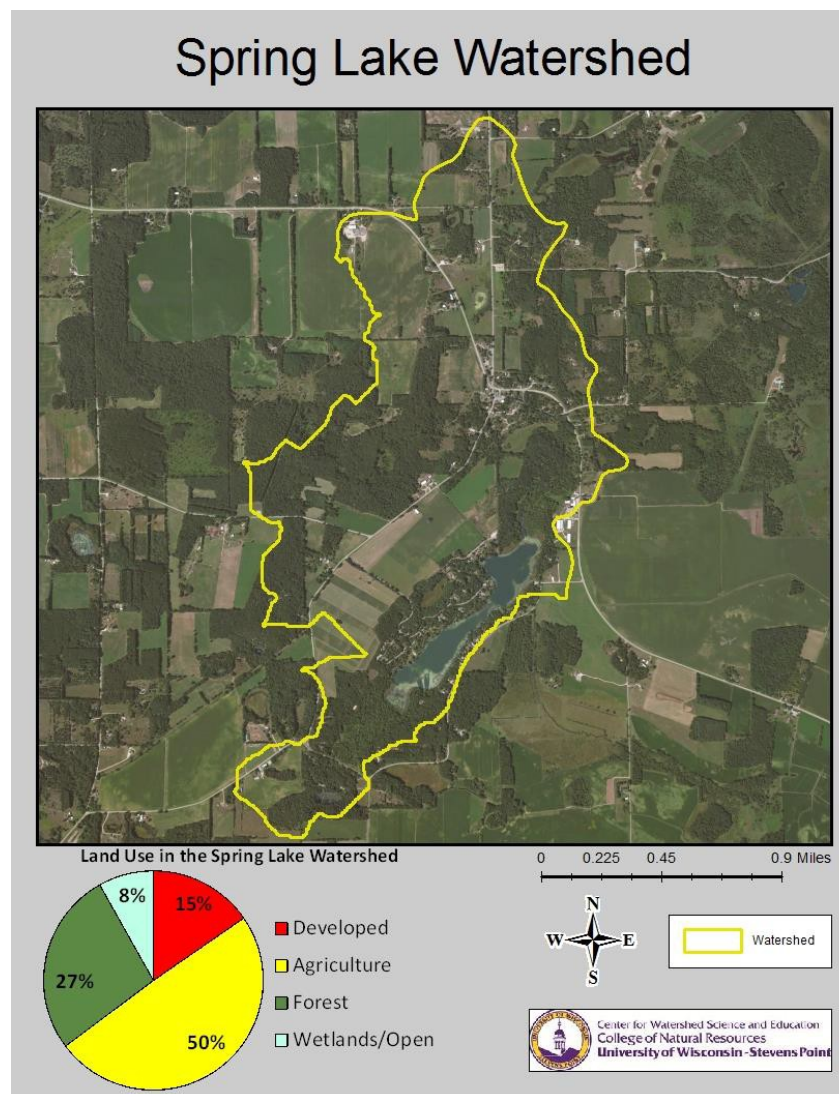 Spring Lake Watershed
Land Use in the Spring Lake Watershed
8%
15%
27%
50%
Developed
Agriculture
Forest
Wetlands/Open
0 0.225 0.45 0.9 Miles
N
W E
S
Watershed
Center for Watershed Science and Education
College of Natural Resources
University of Wisconsin - Stevens Point